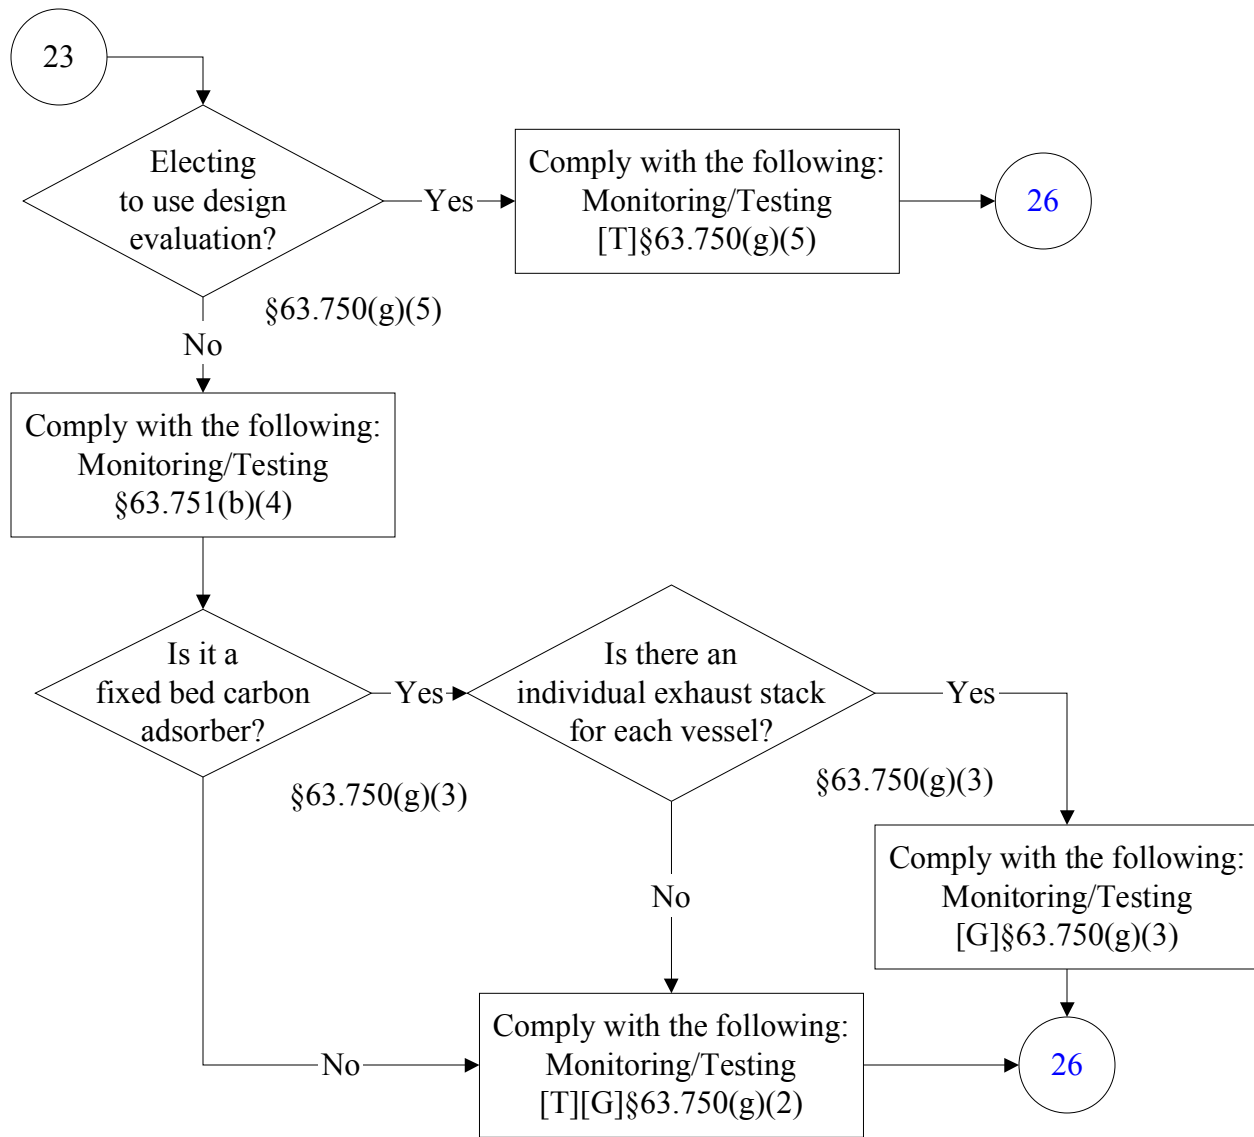 23
Electing
to use design
evaluation?
Yes
Comply with the following:
Monitoring/Testing
[T]§63.750(g)(5)
26
§63.750(g)(5)
No
Comply with the following:
Monitoring/Testing
§63.751(b)(4)
Is it a
fixed bed carbon
adsorber?
Yes
Is there an
individual exhaust stack
for each vessel?
Yes
§63.750(g)(3)
§63.750(g)(3)
Comply with the following:
Monitoring/Testing
[G]§63.750(g)(3)
No
No
Comply with the following:
Monitoring/Testing
[T][G]§63.750(g)(2)
26